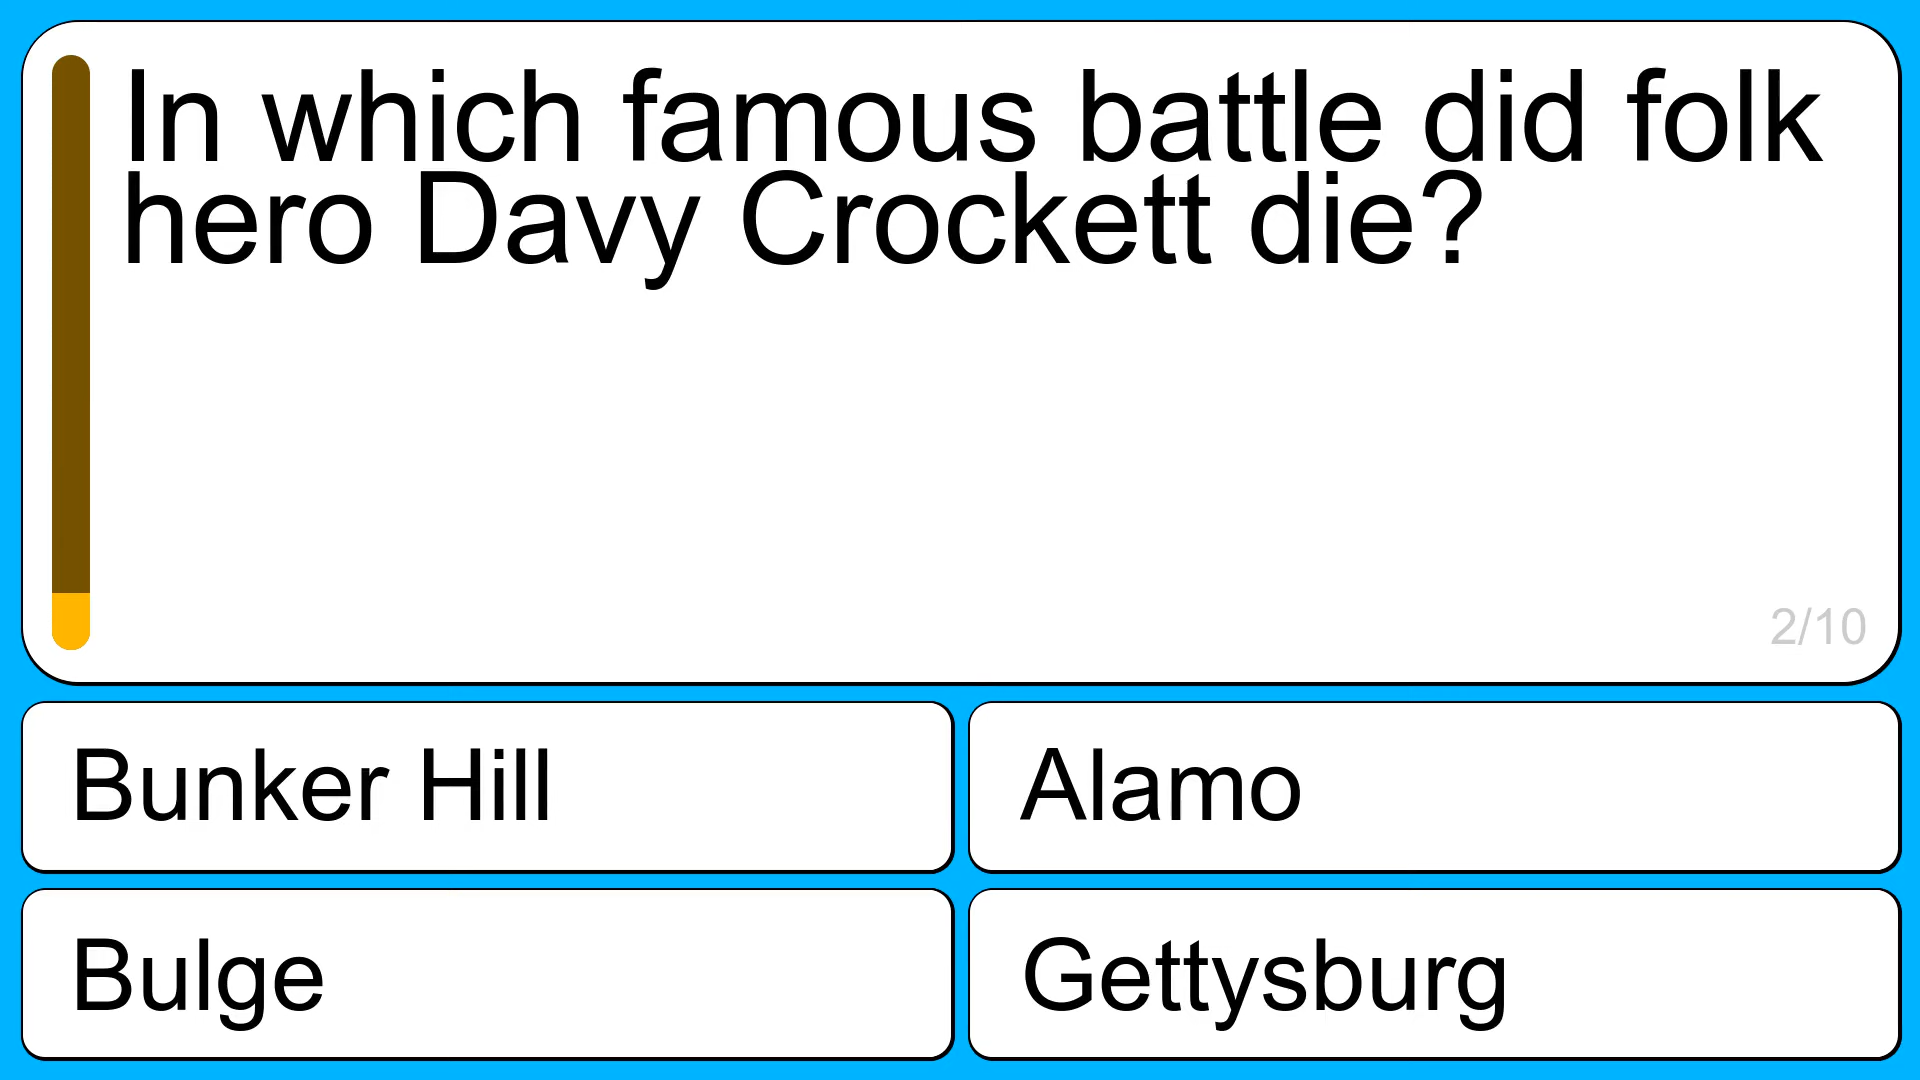 In which famous battle did folk
hero Davy Crockett die?
2/10
Bunker Hill
Alamo
Bulge
Gettysburg